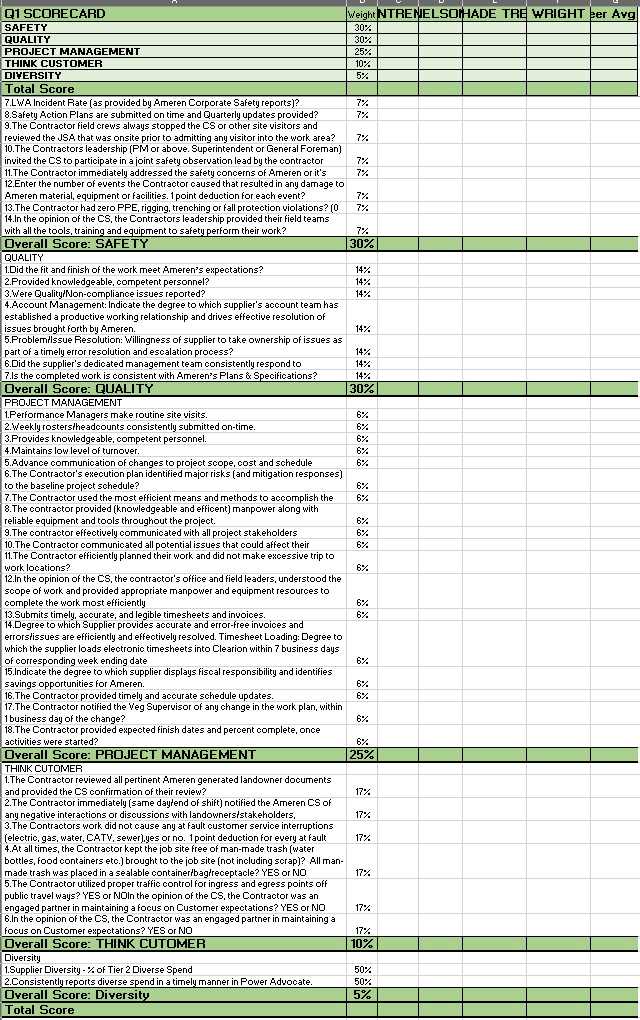 Q1 SCORECARD Weight NTREN NELSON HADE TRE WRIGHT eer Avg
SAFETY 30%
QUALITY 30%
PROJECT MANAGEMENT 25%
THINK CUSTOMER 10%
DIVERSITY 5%
Total Score
7.LWA Incident Rate (as provided by Ameren Corporate Safety reports)? 7%
8.Safety Action Plans are submitted on time and Quarterly updates provided? 7%
9.The Contractor field crews always stopped the CS or other site visitors and
reviewed the JSA that was onsite prior to admitting any visitor into the work area? 7%
10.The Contractors leadership (PM or above. Superintendent or General Foreman)
invited the CS to participate in a joint safety observation lead by the contractor 7%
11.The Contractor immediately addressed the safety concerns of Ameren or it's 7%
12.Enter the number of events the Contractor caused that resulted in any damage to
Ameren material, equipment or facilities. 1 point deduction for each event? 7%
13.The Contractor had zero PPE, rigging, trenching or fall protection violations? (0 7%
14.In the opinion of the CS, the Contractors leadership provided their field teams
with all the tools, training and equipment to safety perform their work? 7%
Overall Score: SAFETY 30%
QUALITY
1.Did the fit and finish of the work meet Ameren's expectations? 14%
2.Provided knowledgeable, competent personnel? 14%
3.Were Quality/Non-compliance issues reported? 14%
4.Account Management: Indicate the degree to which supplier's account team has
established a productive working relationship and drives effective resolution of
issues brought forth by Ameren. 14%
5.Problem/Issue Resolution: Willingness of supplier to take ownership of issues as
part of a timely error resolution and escalation process? 14%
6.Did the supplier's dedicated management team consistently respond to 14%
7.Is the completed work is consistent with Ameren's Plans & Specifications? 14%
Overall Score: QUALITY 30%
PROJECT MANAGEMENT
1.Performance Managers make routine site visits. 6%
2.Weekly rosters/headcounts consistently submitted on-time. 6%
3.Provides knowledgeable, competent personnel. 6%
4.Maintains low level of turnover. 6%
5.Advance communication of changes to project scope, cost and schedule 6%
6.The Contractor's execution plan identified major risks (and mitigation responses)
to the baseline project schedule? 6%
7.The Contractor used the most efficient means and methods to accomplish the 6%
8.The contractor provided (knowledgeable and efficent) manpower along with
reliable equipment and tools throughout the project. 6%
9.The contractor effectively communicated with all project stakeholders 6%
10.The Contractor communicated all potential issues that could affect their 6%
11.The Contractor efficiently planned their work and did not make excessive trip to
work locations? 6%
12.In the opinion of the CS, the contractor's office and field leaders, understood the
scope of work and provided appropriate manpower and equipment resources to
complete the work most efficiently 6%
13.Submits timely, accurate, and legible timesheets and invoices. 6%
14.Degree to which Supplier provides accurate and error-free invoices and
errors/issues are efficiently and effectively resolved. Timesheet Loading: Degree to
which the supplier loads electronic timesheets into Clearion within 7 business days
of corresponding week ending date 6%
15.Indicate the degree to which supplier displays fiscal responsibility and identifies
savings opportunities for Ameren. 6%
16.The Contractor provided timely and accurate schedule updates. 6%
17.The Contractor notified the Veg Supervisor of any change in the work plan, within
1 business day of the change? 6%
18.The Contractor provided expected finish dates and percent complete, once
activities were started? 6%
Overall Score: PROJECT MANAGEMENT 25%
THINK CUTOMER
1.The Contractor reviewed all pertinent Ameren generated landowner documents
and provided the CS confirmation of their review? 17%
2.The Contractor immediately (same day/end of shift) notified the Ameren CS of
any negative interactions or discussions with landowners/stakeholders, 17%
3.The Contractors work did not cause any at fault customer service interruptions
(electric, gas, water, CATV, sewer),yes or no. 1 point deduction for every at fault 17%
4.At all times, the Contractor kept the job site free of man-made trash (water
bottles, food containers etc.) brought to the job site (not including scrap)? All man-
made trash was placed in a sealable container/bag/receptacle? YES or NO 17%
5.The Contractor utilized proper traffic control for ingress and egress points off
public travel ways? YES or NOIn the opinion of the CS, the Contractor was an
engaged partner in maintaining a focus on Customer expectations? YES or NO 17%
6.In the opinion of the CS, the Contractor was an engaged partner in maintaining a
focus on Customer expectations? YES or NO 17%
Overall Score: THINK CUTOMER 10%
Diversity
1.Supplier Diversity - % of Tier 2 Diverse Spend 50%
2.Consistently reports diverse spend in a timely manner in Power Advocate. 50%
Overall Score: Diversity 5%
Total Score